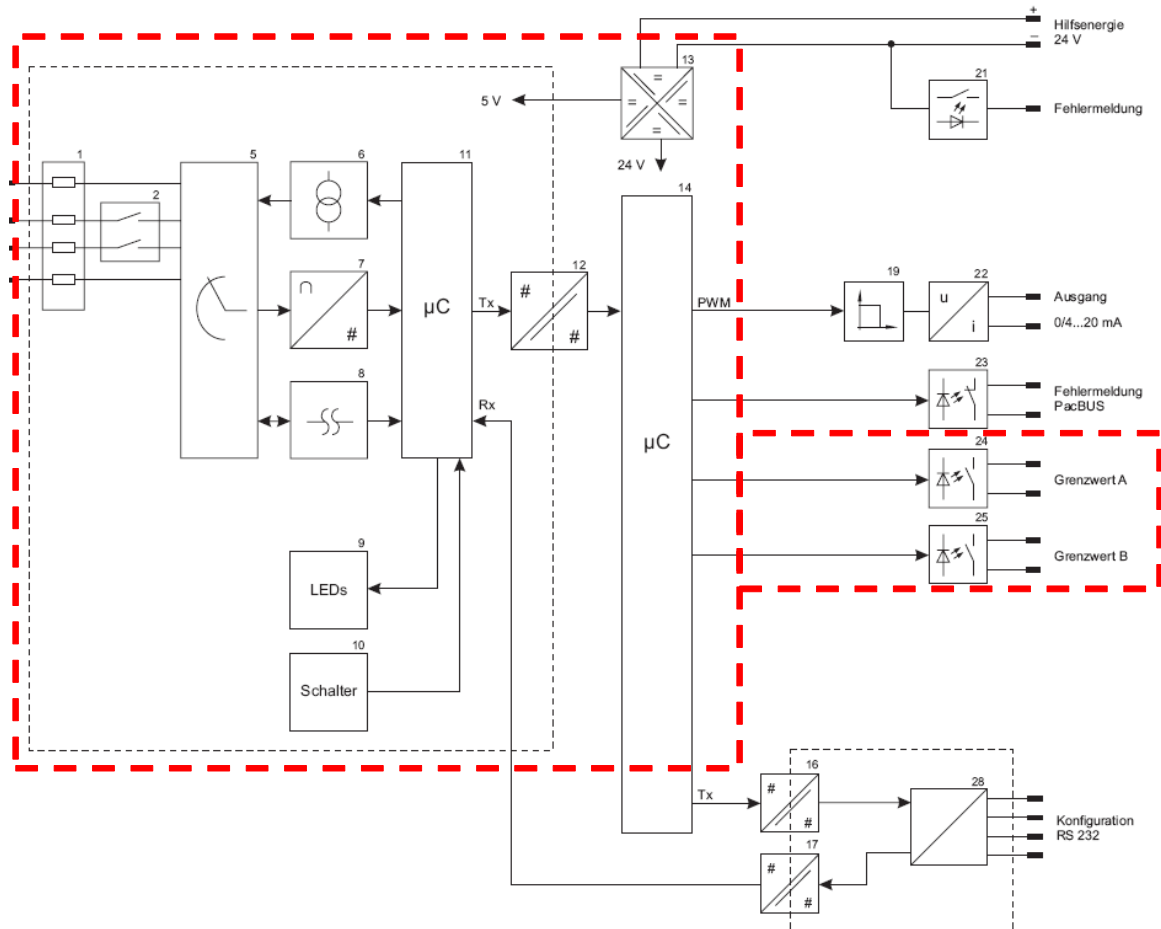 +
Hilfsenergie
–
24 V
13
21
=
=
=
=
5 V
Fehlermeldung
1
5
6
11
24 V
2
14
7
12
19
22
∩
#
#
#
µC
Tx
PWM
u
i
Ausgang
0/4...20 mA
8
23
Rx
Fehlermeldung
PacBUS
µC
24
Grenzwert A
25
Grenzwert B
9
LEDs
10
Schalter
16
28
Tx
#
#
Konfiguration
RS 232
17
#
#